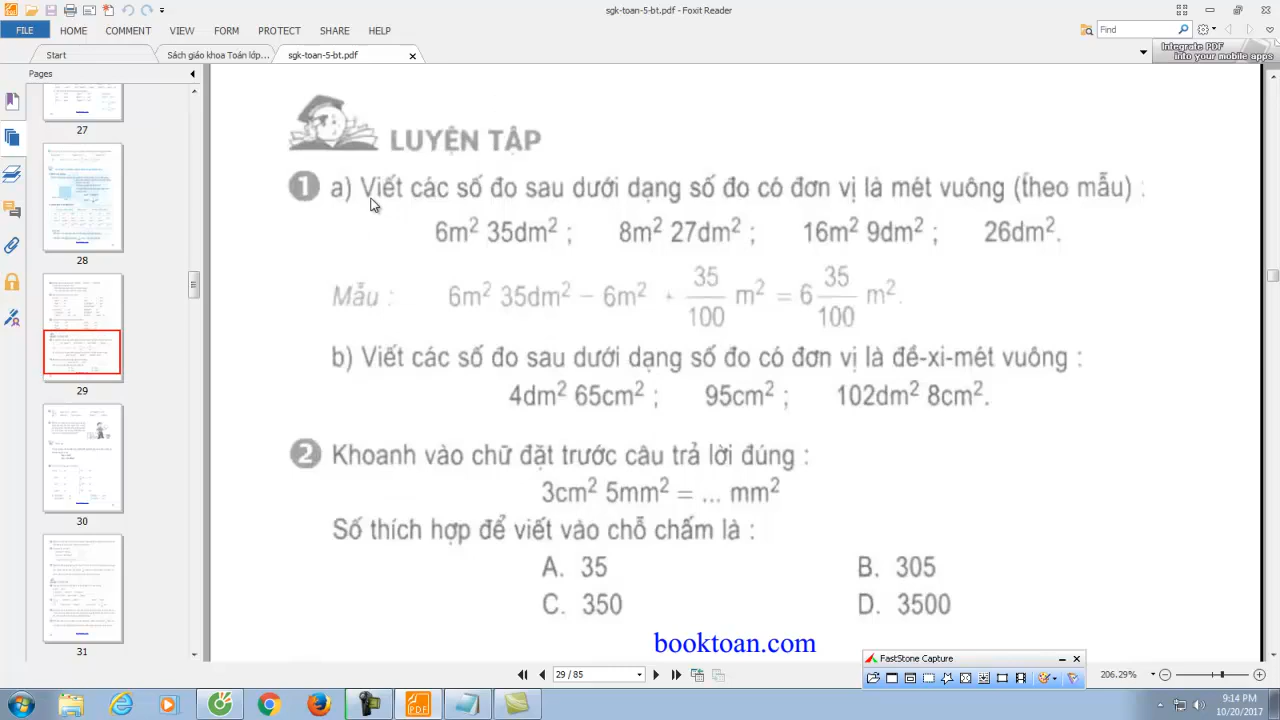 sgk-toan-5-bt.pdf - Foxit Reader
FILE HOME COMMENT VIEW FORM PROTECT SHARE HELP
Find
Start Sách giáo khoa Toán lớp... sgk-toan-5-bt.pdf
Integrate PDF
into your mobile apps
Pages
27
28
29
30
31
LUYỆN TẬP
1 a) Viết các số đo sau dưới dạng số đo có đơn vị là mét vuông (theo mẫu) :
6m² 35dm² ; 8m² 27dm² ; 16m² 9dm² ; 26dm².
Mẫu : 6m² 35dm² = 6m² + 35/100 m² = 6 35/100 m².
b) Viết các số đo sau dưới dạng số đo có đơn vị là đề-xi-mét vuông :
4dm² 65cm² ; 95cm² ; 102dm² 8cm².
2 Khoanh vào chữ đặt trước câu trả lời đúng :
3cm² 5mm² = ... mm²
Số thích hợp để viết vào chỗ chấm là :
A. 35 B. 305
C. 350 D. 3500
booktoan.com
FastStone Capture
29 / 85
206.29%
PDF
9:14 PM
10/20/2017